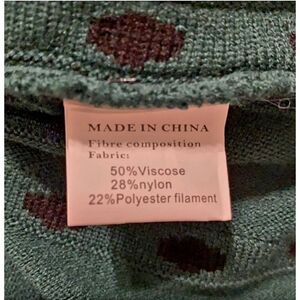 MADE IN CHINA
Fibre composition
Fabric:
50%Viscose
28%nylon
22%Polyester filament